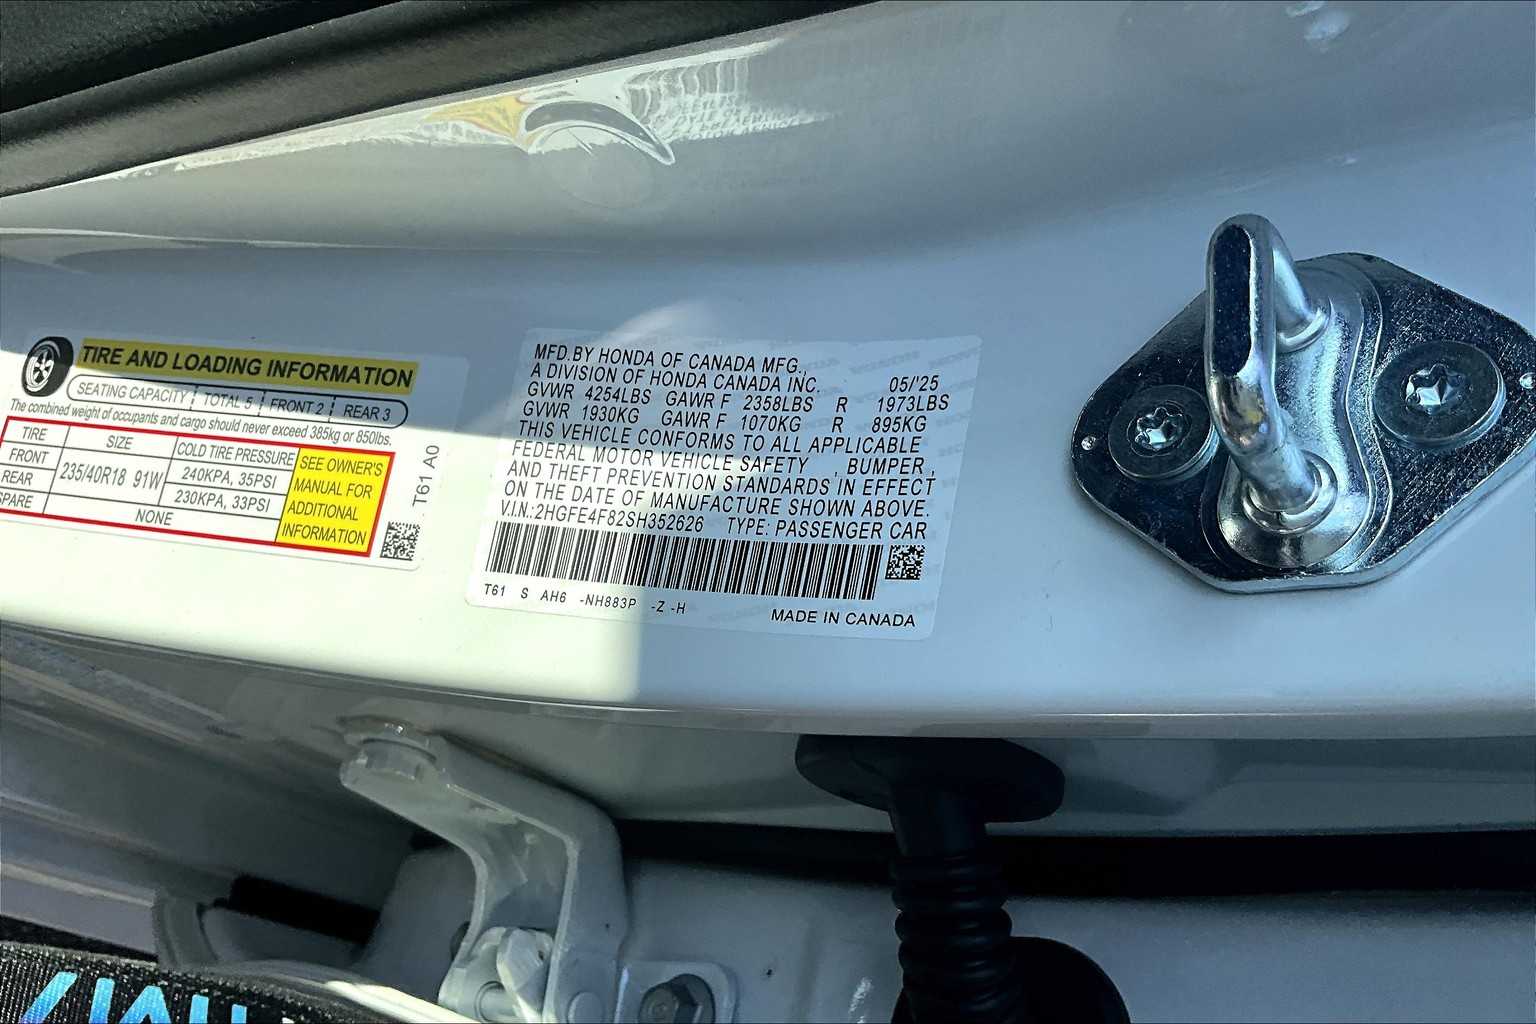 TIRE AND LOADING INFORMATION
SEATING CAPACITY TOTAL 5 FRONT 2 REAR 3
The combined weight of occupants and cargo should never exceed 385kg or 850lbs.
TIRE SIZE COLD TIRE PRESSURE
FRONT 235/40R18 91W 240KPA, 35PSI
REAR 230KPA, 33PSI
SPARE NONE
SEE OWNER'S
MANUAL FOR
ADDITIONAL
INFORMATION
T61 A0
MFD.BY HONDA OF CANADA MFG.,
A DIVISION OF HONDA CANADA INC. 05/'25
GVWR 4254LBS GAWR F 2358LBS R 1973LBS
GVWR 1930KG GAWR F 1070KG R 895KG
THIS VEHICLE CONFORMS TO ALL APPLICABLE
FEDERAL MOTOR VEHICLE SAFETY , BUMPER ,
AND THEFT PREVENTION STANDARDS IN EFFECT
ON THE DATE OF MANUFACTURE SHOWN ABOVE.
V.I.N.:2HGFE4F82SH352626 TYPE: PASSENGER CAR
T61 S AH6 -NH883P -Z -H
MADE IN CANADA